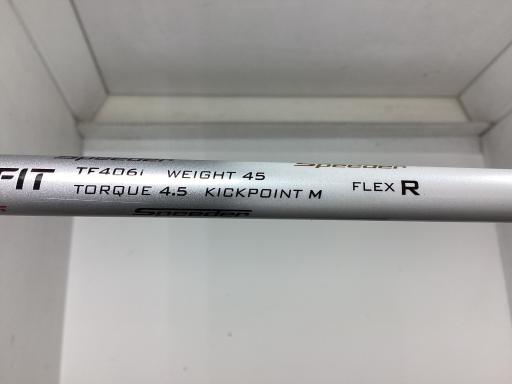 Speeder Speeder
FIT TF406i WEIGHT 45
TORQUE 4.5 KICKPOINT M FLEX R
Speeder